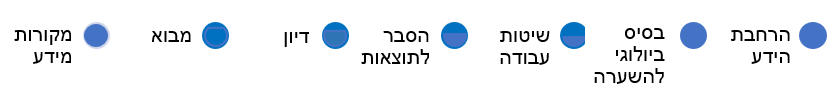 הרחבת
הידע
בסיס
ביולוגי
להשערה
שיטות
עבודה
הסבר
לתוצאות
דיון
מבוא
מקורות
מידע